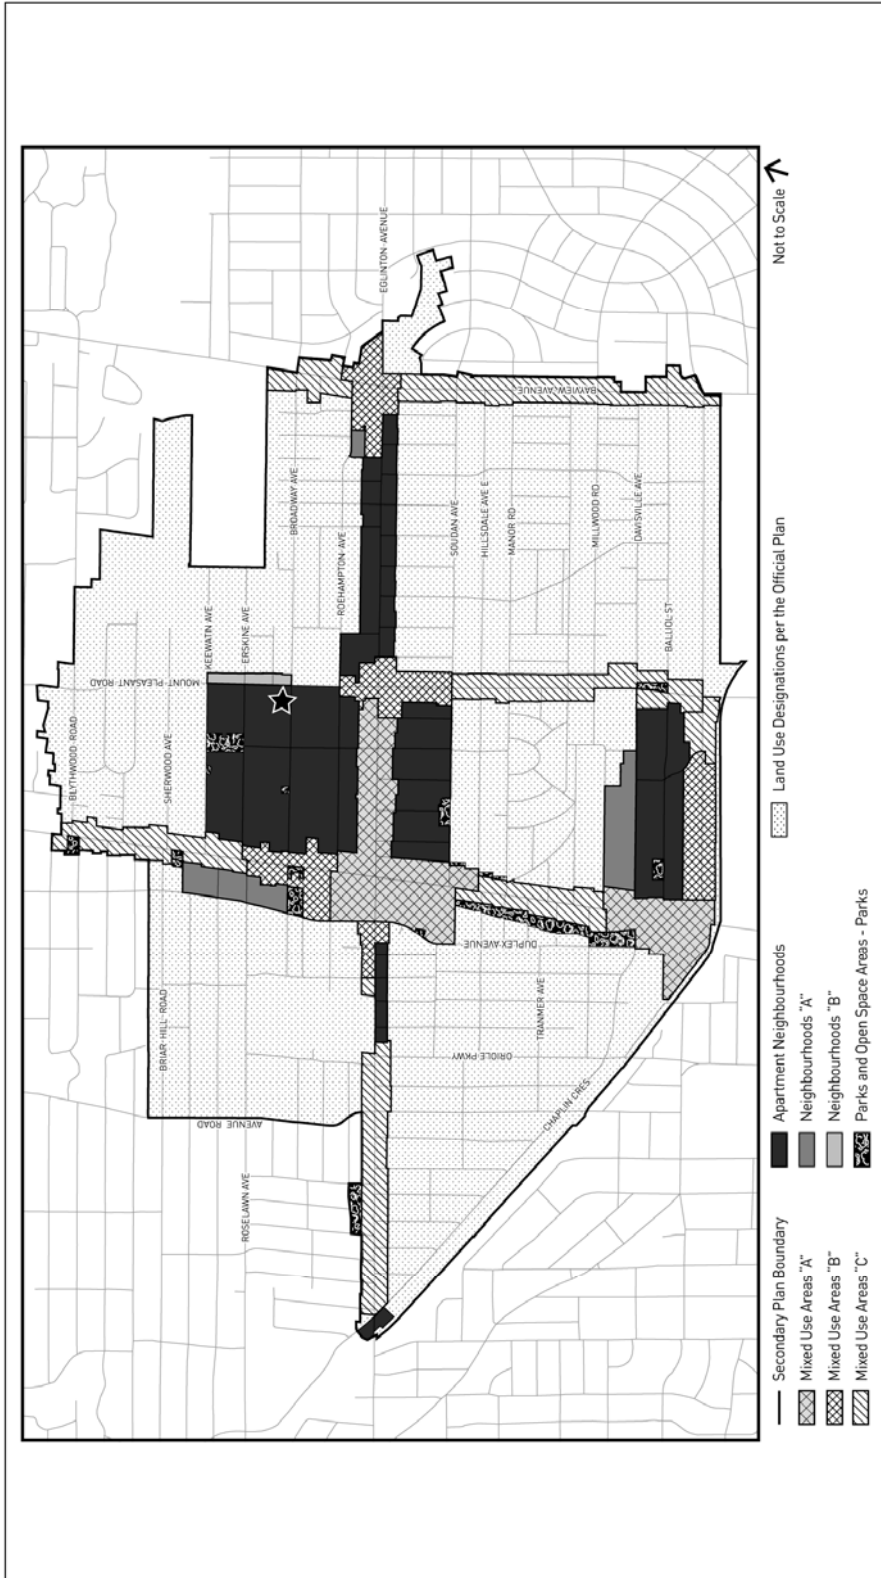 BLYTHWOOD ROAD
SHERWOOD AVE
MOUNT PLEASANT ROAD
KEEWATIN AVE
ERSKINE AVE
BROADWAY AVE
ROEHAMPTON AVE
EGLINTON AVENUE
BRIAR HILL ROAD
AVENUE ROAD
ROSELAWN AVE
DUPLEX AVENUE
SOUDAN AVE
HILLSDALE AVE E
MANOR RD
BAYVIEW AVENUE
MILLWOOD RD
DAVISVILLE AVE
BALLIOL ST
TRANMER AVE
ORIOLE PKWY
CHAPLIN CRES
Secondary Plan Boundary
Mixed Use Areas "A"
Mixed Use Areas "B"
Mixed Use Areas "C"
Apartment Neighbourhoods
Neighbourhoods "A"
Neighbourhoods "B"
Parks and Open Space Areas - Parks
Land Use Designations per the Official Plan
Not to Scale